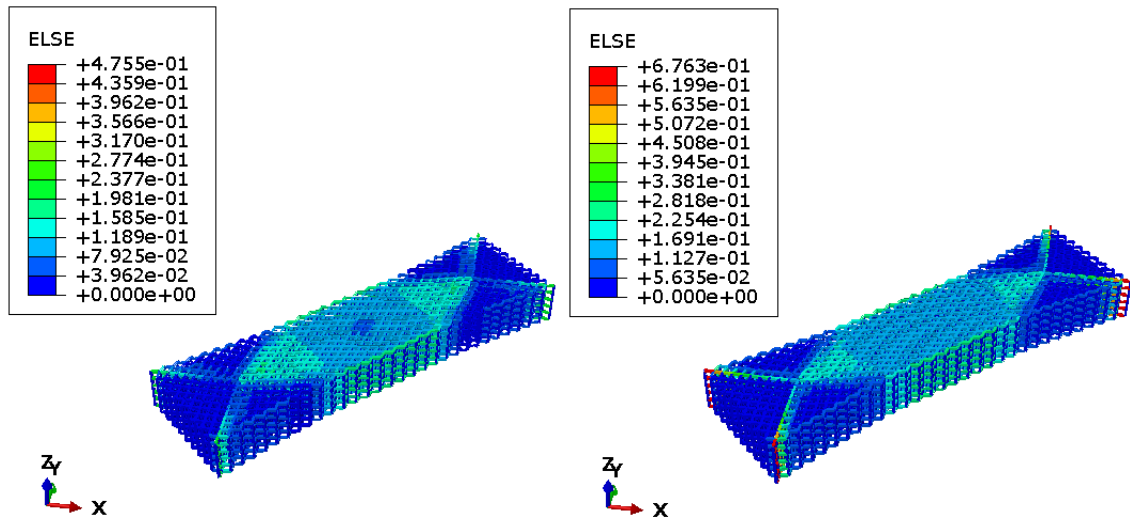 ELSE
+4.755e-01
+4.359e-01
+3.962e-01
+3.566e-01
+3.170e-01
+2.774e-01
+2.377e-01
+1.981e-01
+1.585e-01
+1.189e-01
+7.925e-02
+3.962e-02
+0.000e+00
Z Y
X
ELSE
+6.763e-01
+6.199e-01
+5.635e-01
+5.072e-01
+4.508e-01
+3.945e-01
+3.381e-01
+2.818e-01
+2.254e-01
+1.691e-01
+1.127e-01
+5.635e-02
+0.000e+00
Z Y
X